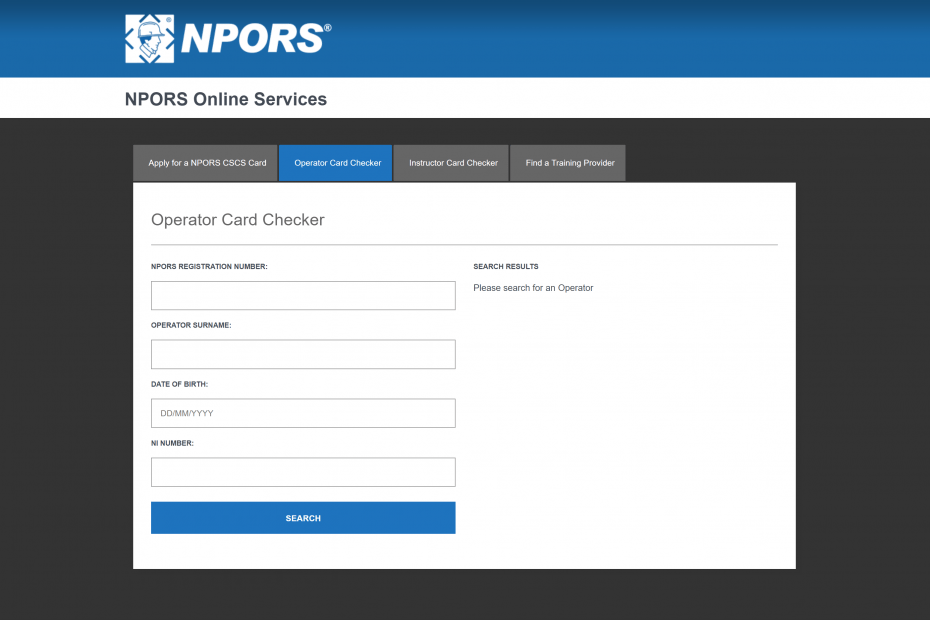 NPORS®
NPORS Online Services
Apply for a NPORS CSCS Card
Operator Card Checker
Instructor Card Checker
Find a Training Provider
Operator Card Checker
NPORS REGISTRATION NUMBER:
OPERATOR SURNAME:
DATE OF BIRTH:
DD/MM/YYYY
NI NUMBER:
SEARCH
SEARCH RESULTS
Please search for an Operator